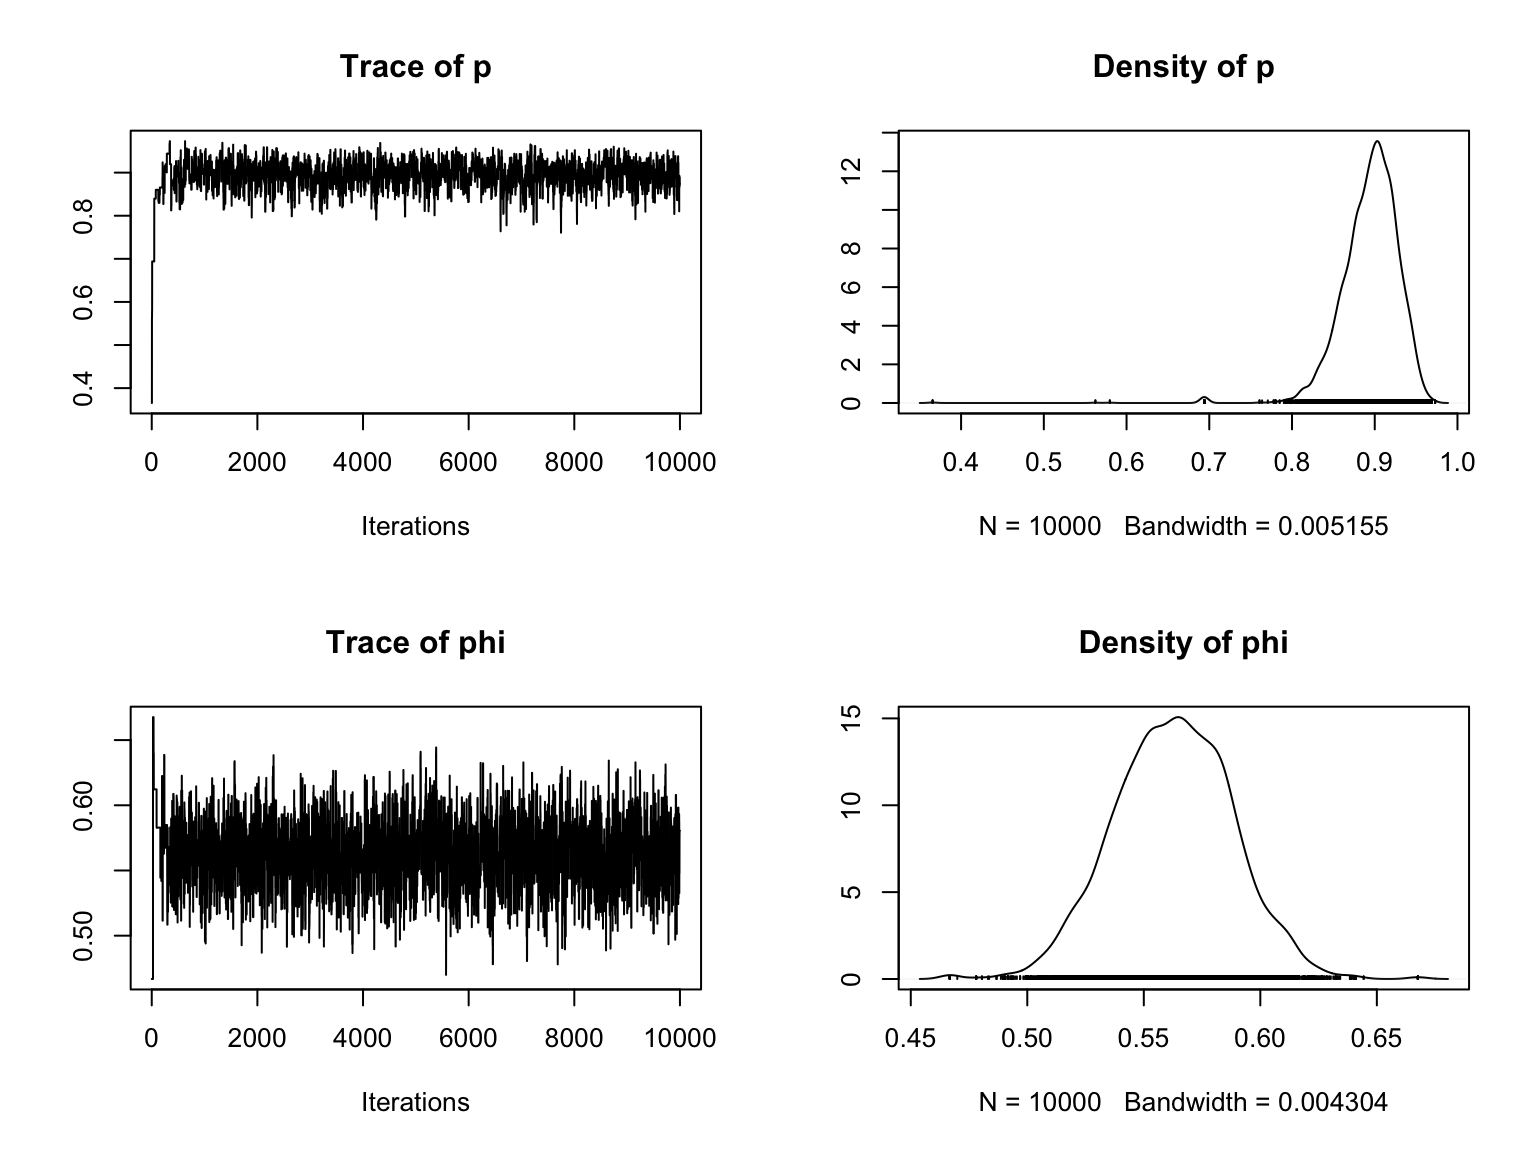 Trace of p
0.4 0.6 0.8
0 2000 4000 6000 8000 10000
Iterations
Density of p
0 2 4 6 8 12
0.4 0.5 0.6 0.7 0.8 0.9 1.0
N = 10000 Bandwidth = 0.005155
Trace of phi
0.50 0.60
0 2000 4000 6000 8000 10000
Iterations
Density of phi
0 5 10 15
0.45 0.50 0.55 0.60 0.65
N = 10000 Bandwidth = 0.004304